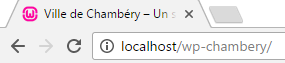 Ville de Chambéry – Un s
localhost/wp-chambery/